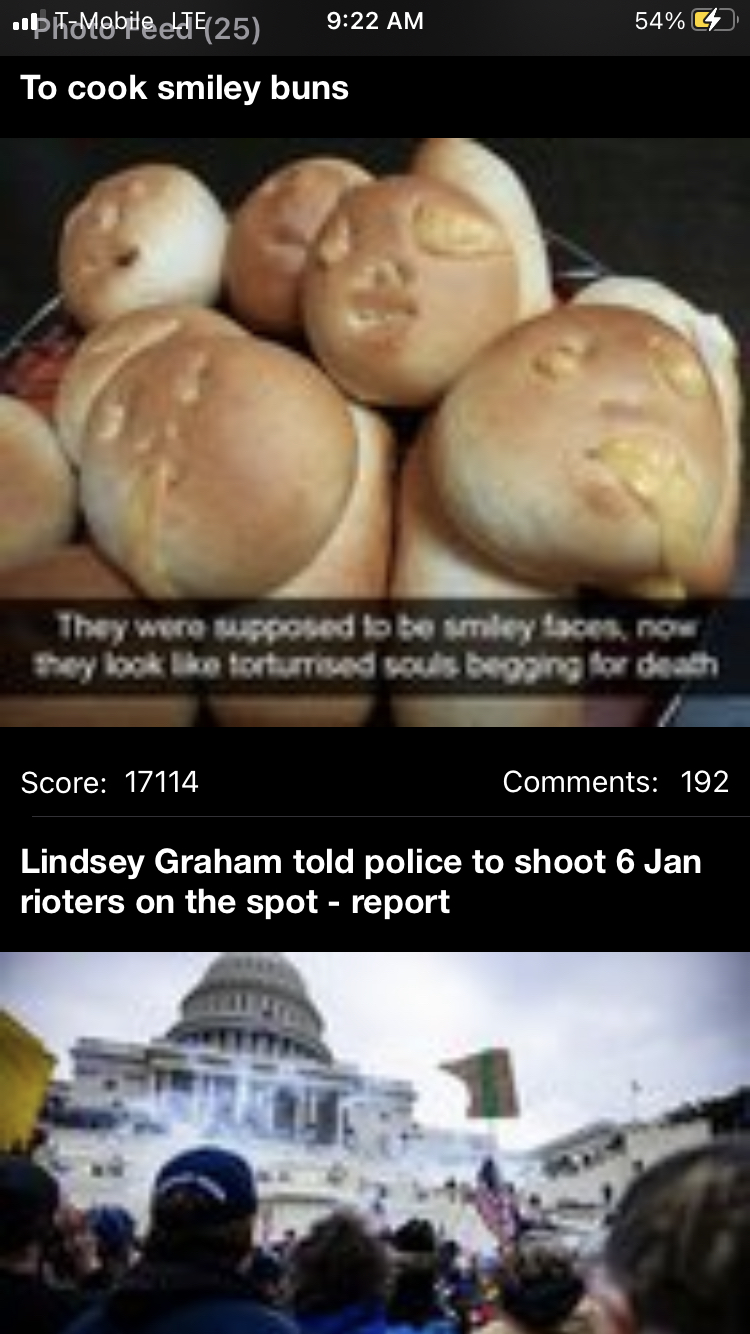 T-Mobile LTE 9:22 AM 54%
Photo Feed (25)
To cook smiley buns
They were supposed to be smiley faces, now
they look like torturrised souls begging for death
Score: 17114 Comments: 192
Lindsey Graham told police to shoot 6 Jan
rioters on the spot - report